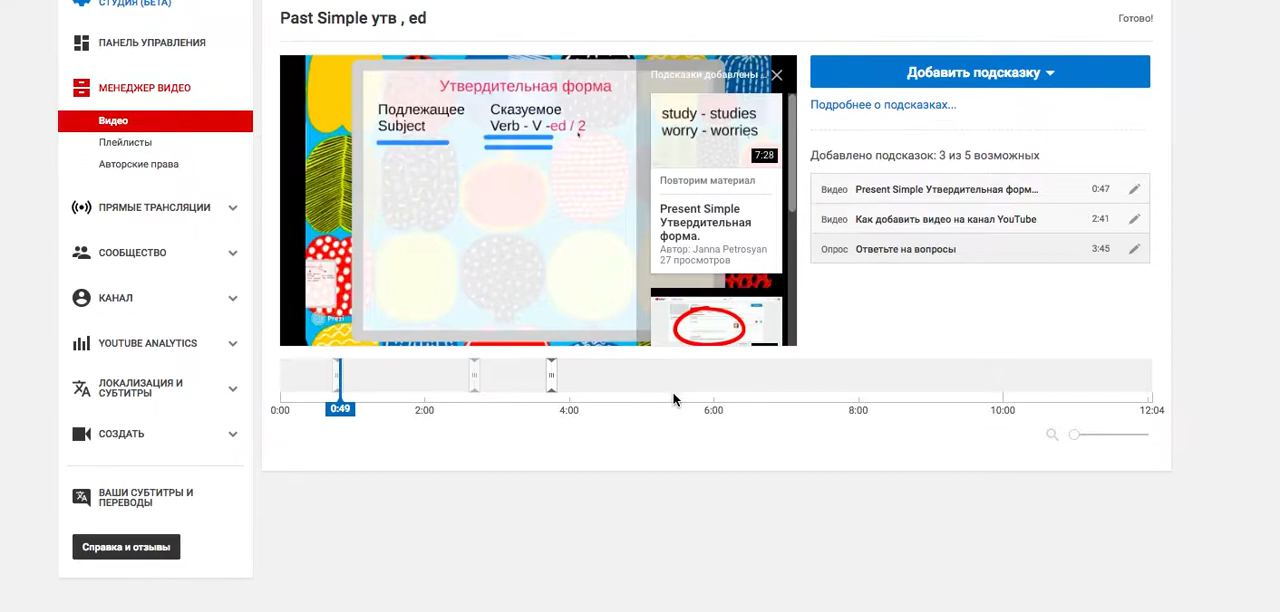 СТУДИЯ (БЕТА)
ПАНЕЛЬ УПРАВЛЕНИЯ
МЕНЕДЖЕР ВИДЕО
Видео
Плейлисты
Авторские права
ПРЯМЫЕ ТРАНСЛЯЦИИ
СООБЩЕСТВО
КАНАЛ
YOUTUBE ANALYTICS
ЛОКАЛИЗАЦИЯ И
СУБТИТРЫ
СОЗДАТЬ
ВАШИ СУБТИТРЫ И
ПЕРЕВОДЫ
Справка и отзывы
Past Simple утв , ed
Готово!
Утвердительная форма
Подлежащее Сказуемое
Subject Verb - V -ed / 2
Prezi
Подсказки добавлены ...
study - studies
worry - worries
7:28
Повторим материал
Present Simple
Утвердительная
форма.
Автор: Janna Petrosyan
27 просмотров
0:49
0:00 2:00 4:00 6:00 8:00 10:00 12:04
Добавить подсказку
Подробнее о подсказках...
Добавлено подсказок: 3 из 5 возможных
Видео Present Simple Утвердительная форм... 0:47
Видео Как добавить видео на канал YouTube 2:41
Опрос Ответьте на вопросы 3:45